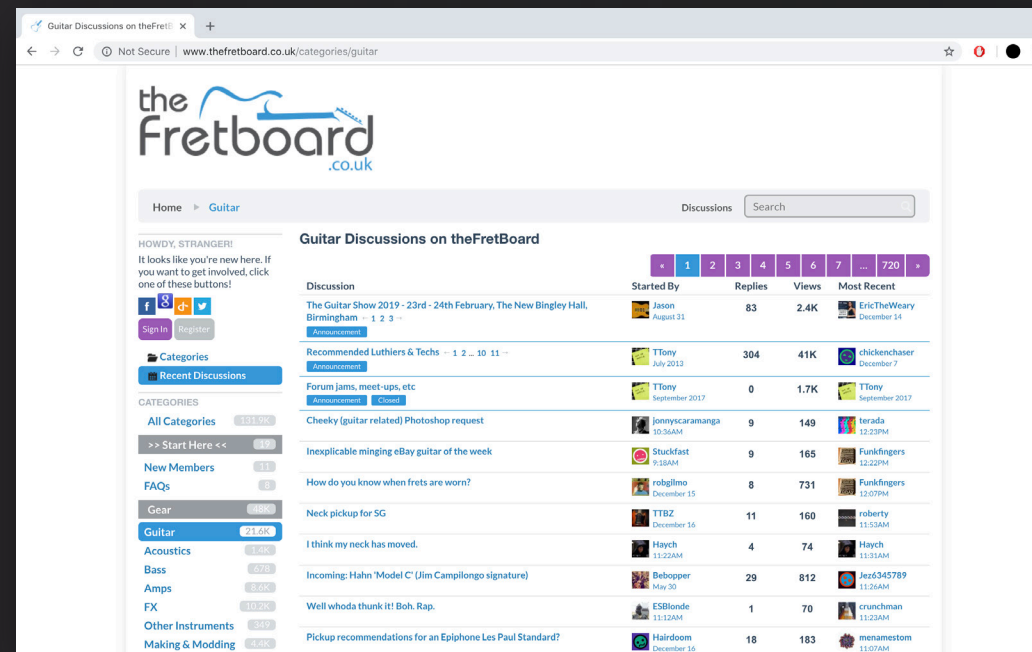 Guitar Discussions on theFretB
Not Secure | www.thefretboard.co.uk/categories/guitar
the
Fretboard
.co.uk
Home Guitar
Discussions
Search
HOWDY, STRANGER!
It looks like you're new here. If
you want to get involved, click
one of these buttons!
f 8 d t
Sign In Register
Categories
Recent Discussions
CATEGORIES
All Categories 131.9K
>> Start Here << 19
New Members 11
FAQs 8
Gear 48K
Guitar 21.6K
Acoustics 1.4K
Bass 678
Amps 8.6K
FX 10.2K
Other Instruments 349
Making & Modding 4.4K
Guitar Discussions on theFretBoard
« 1 2 3 4 5 6 7 ... 720 »
Discussion Started By Replies Views Most Recent
The Guitar Show 2019 - 23rd - 24th February, The New Bingley Hall,
Birmingham ← 1 2 3 →
Announcement
Jason
August 31
83 2.4K
EricTheWeary
December 14
Recommended Luthiers & Techs ← 1 2 ... 10 11 →
Announcement
TTony
July 2013
304 41K
chickenchaser
December 7
Forum jams, meet-ups, etc
Announcement Closed
TTony
September 2017
0 1.7K
TTony
September 2017
Cheeky (guitar related) Photoshop request
jonnyscaramanga
10:36AM
9 149
terada
12:23PM
Inexplicable minging eBay guitar of the week
Stuckfast
9:18AM
9 165
Funkfingers
12:22PM
How do you know when frets are worn?
robgilmo
December 15
8 731
Funkfingers
12:07PM
Neck pickup for SG
TTBZ
December 16
11 160
roberty
11:53AM
I think my neck has moved.
Haych
11:22AM
4 74
Haych
11:31AM
Incoming: Hahn 'Model C' (Jim Campilongo signature)
Bebopper
May 30
29 812
Jez6345789
11:26AM
Well whoda thunk it! Boh. Rap.
ESBlonde
11:12AM
1 70
crunchman
11:23AM
Pickup recommendations for an Epiphone Les Paul Standard?
Hairdoom
December 16
18 183
menamestom
11:07AM